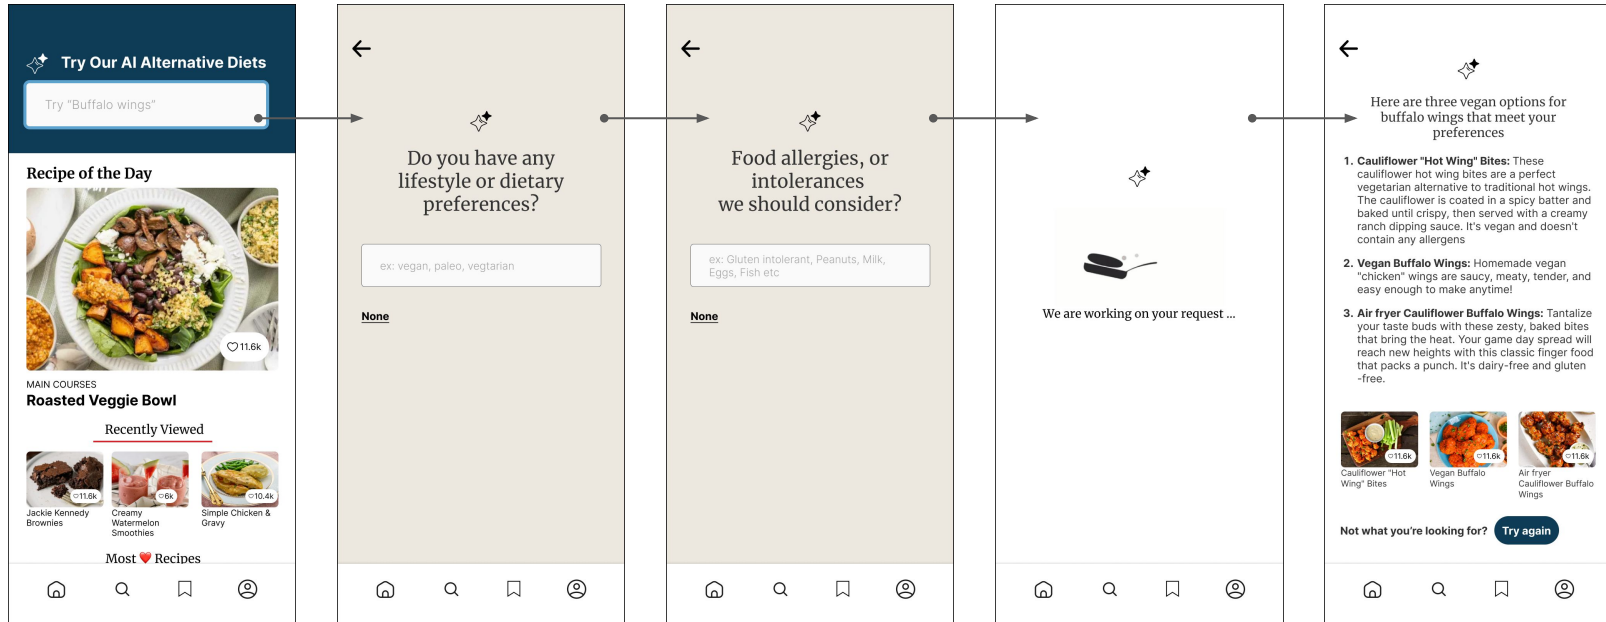 Try Our AI Alternative Diets
Try "Buffalo wings"
Recipe of the Day
11.6k
MAIN COURSES
Roasted Veggie Bowl
Recently Viewed
11.6k
6k
10.4k
Jackie Kennedy
Brownies
Creamy
Watermelon
Smoothies
Simple Chicken &
Gravy
Most ❤️ Recipes
Do you have any
lifestyle or dietary
preferences?
ex: vegan, paleo, vegtarian
None
Food allergies, or
intolerances
we should consider?
ex: Gluten intolerant, Peanuts, Milk,
Eggs, Fish etc
None
We are working on your request ...
Here are three vegan options for
buffalo wings that meet your
preferences
1. Cauliflower "Hot Wing" Bites: These
cauliflower hot wing bites are a perfect
vegetarian alternative to traditional hot wings.
The cauliflower is coated in a spicy batter and
baked until crispy, then served with a creamy
ranch dipping sauce. It's vegan and doesn't
contain any allergens
2. Vegan Buffalo Wings: Homemade vegan
"chicken" wings are saucy, meaty, tender, and
easy enough to make anytime!
3. Air fryer Cauliflower Buffalo Wings: Tantalize
your taste buds with these zesty, baked bites
that bring the heat. Your game day spread will
reach new heights with this classic finger food
that packs a punch. It's dairy-free and gluten
-free.
11.6k
11.6k
11.6k
Cauliflower "Hot
Wing" Bites
Vegan Buffalo
Wings
Air fryer
Cauliflower Buffalo
Wings
Not what you're looking for?
Try again